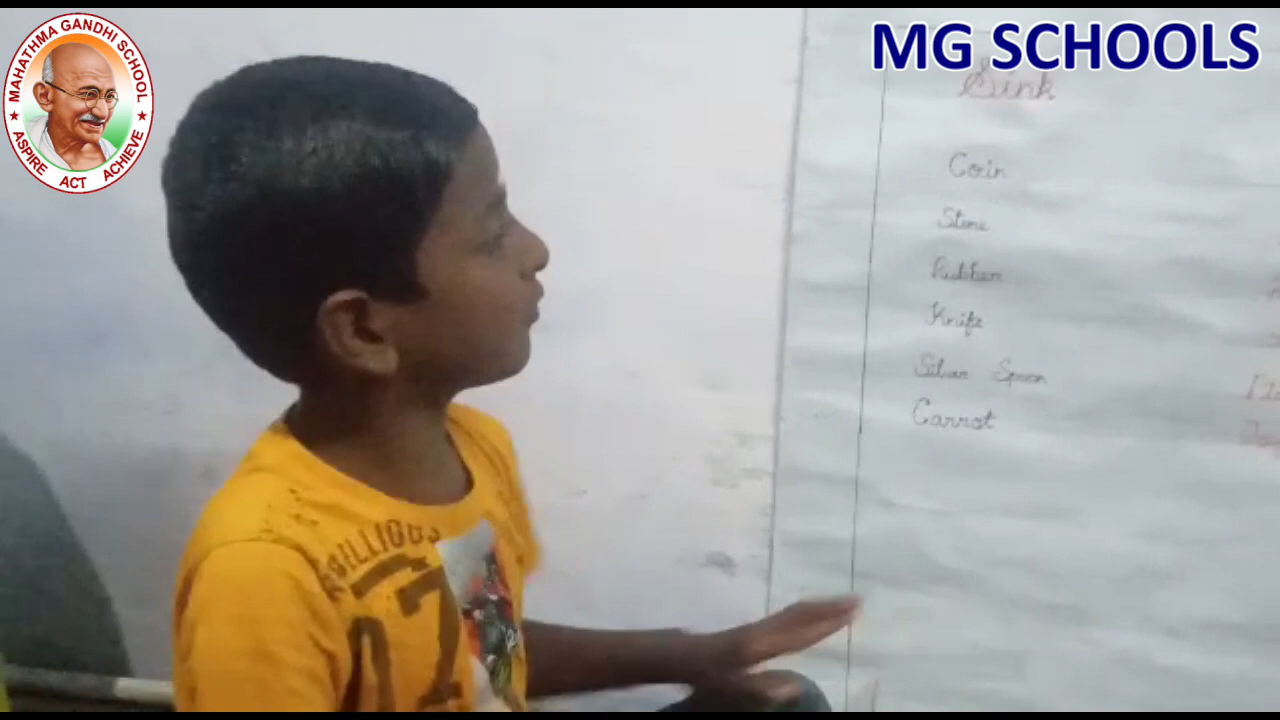 MAHATHMA GANDHI SCHOOL
ASPIRE ACT ACHIEVE
MG SCHOOLS
Sink
Coin
Stone
Rubber
Knife
Silver Spoon
Carrot